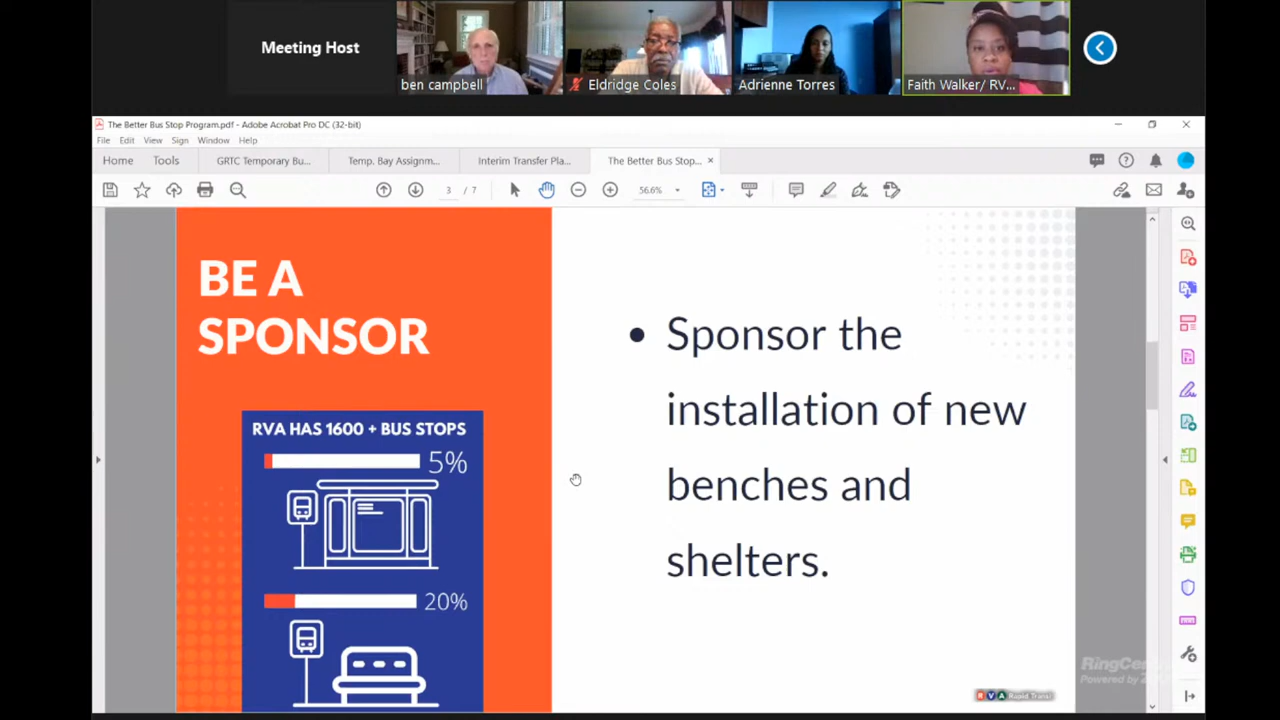 Meeting Host
ben campbell
Eldridge Coles
Adrienne Torres
Faith Walker/ RV...
The Better Bus Stop Program.pdf - Adobe Acrobat Pro DC (32-bit)
File Edit View Sign Window Help
Home Tools GRTC Temporary Bu... Temp. Bay Assignm... Interim Transfer Pla... The Better Bus Stop... ×
3 / 7 56.6%
BE A
SPONSOR
RVA HAS 1600 + BUS STOPS
5%
20%
• Sponsor the
installation of new
benches and
shelters.
RVA Rapid Transit
RingCentr
Powered by